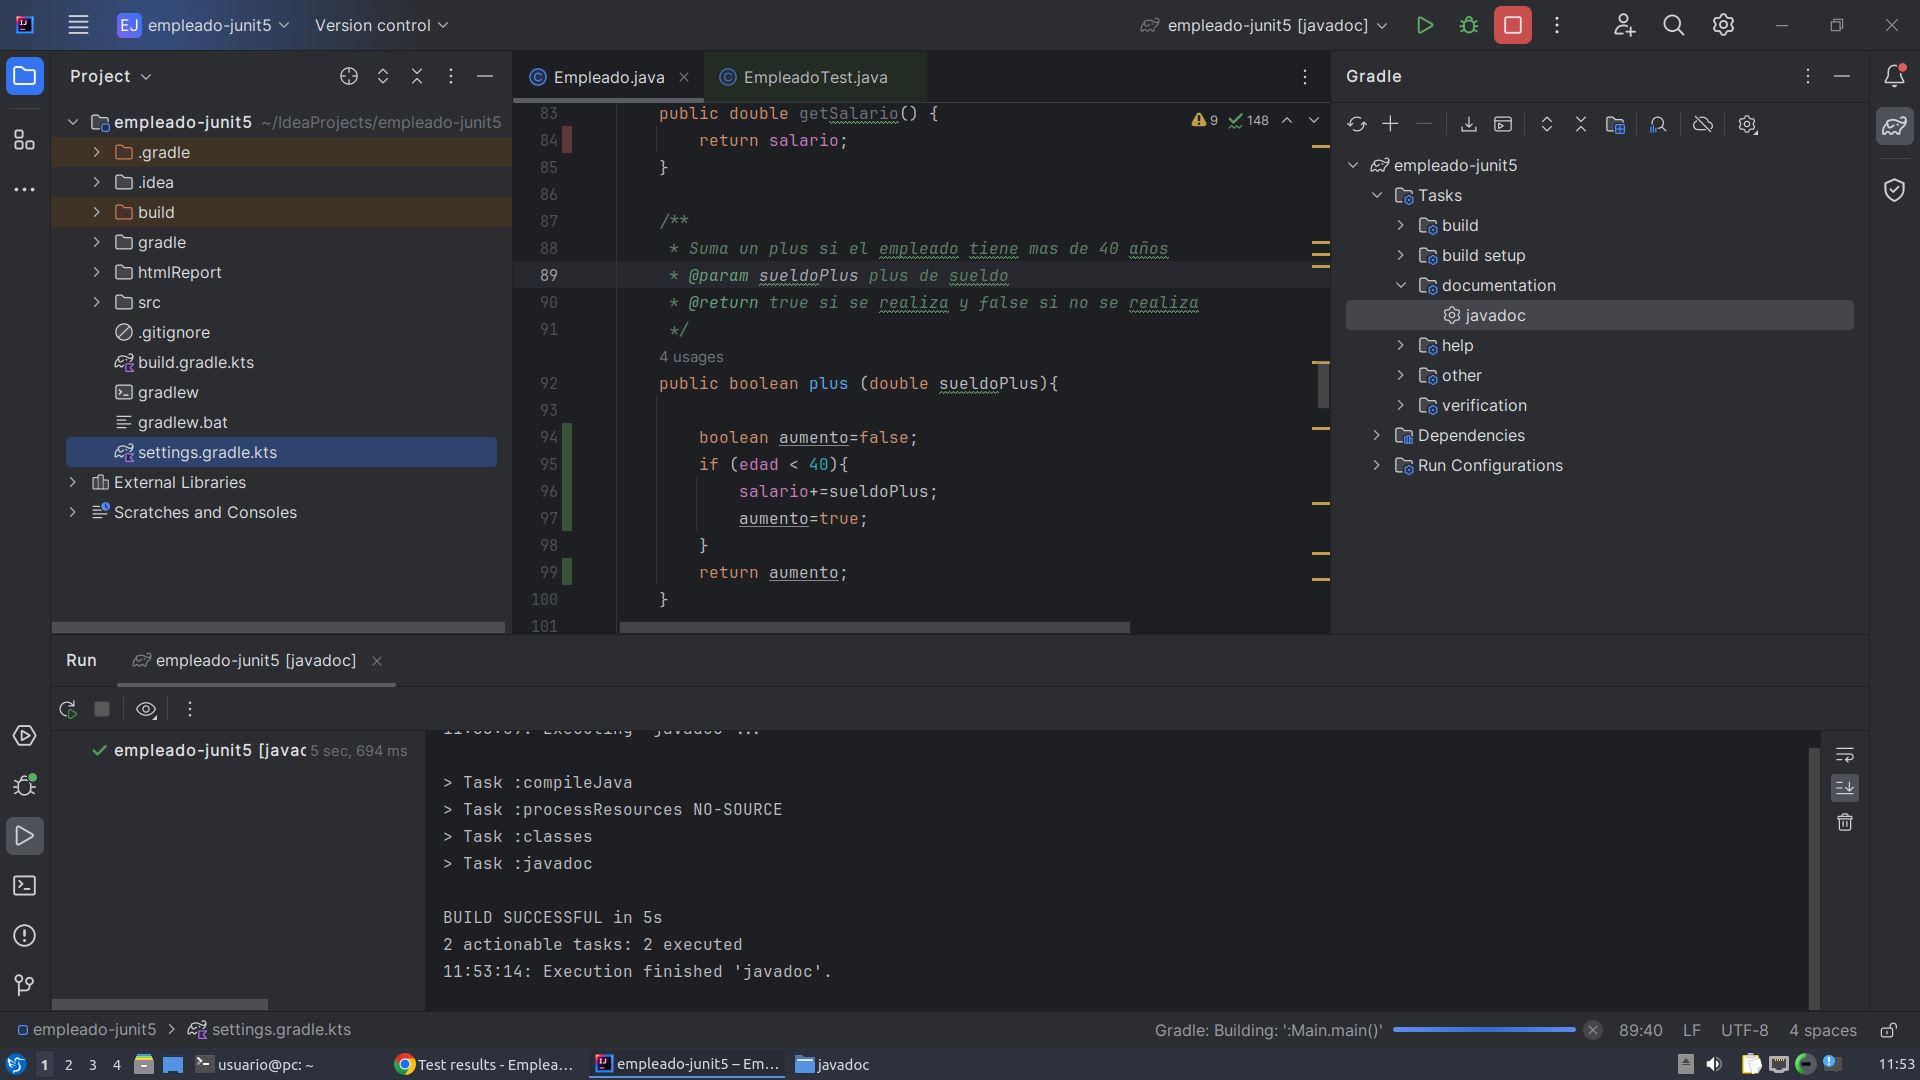 EJ empleado-junit5
Version control
empleado-junit5 [javadoc]
Project
empleado-junit5 ~/IdeaProjects/empleado-junit5
.gradle
.idea
build
gradle
htmlReport
src
.gitignore
build.gradle.kts
gradlew
gradlew.bat
settings.gradle.kts
External Libraries
Scratches and Consoles
Empleado.java
EmpleadoTest.java
9 148
83 public double getSalario() {
84 return salario;
85 }
86
87 /**
88 * Suma un plus si el empleado tiene mas de 40 años
89 * @param sueldoPlus plus de sueldo
90 * @return true si se realiza y false si no se realiza
91 */
4 usages
92 public boolean plus (double sueldoPlus){
93
94 boolean aumento=false;
95 if (edad < 40){
96 salario+=sueldoPlus;
97 aumento=true;
98 }
99 return aumento;
100 }
101
Gradle
empleado-junit5
Tasks
build
build setup
documentation
javadoc
help
other
verification
Dependencies
Run Configurations
Run
empleado-junit5 [javadoc]
empleado-junit5 [javac 5 sec, 694 ms
> Task :compileJava
> Task :processResources NO-SOURCE
> Task :classes
> Task :javadoc
BUILD SUCCESSFUL in 5s
2 actionable tasks: 2 executed
11:53:14: Execution finished 'javadoc'.
empleado-junit5 > settings.gradle.kts
Gradle: Building: ':Main.main()'
89:40 LF UTF-8 4 spaces
1 2 3 4
usuario@pc: ~
Test results - Emplea...
empleado-junit5 – Em...
javadoc
11:53